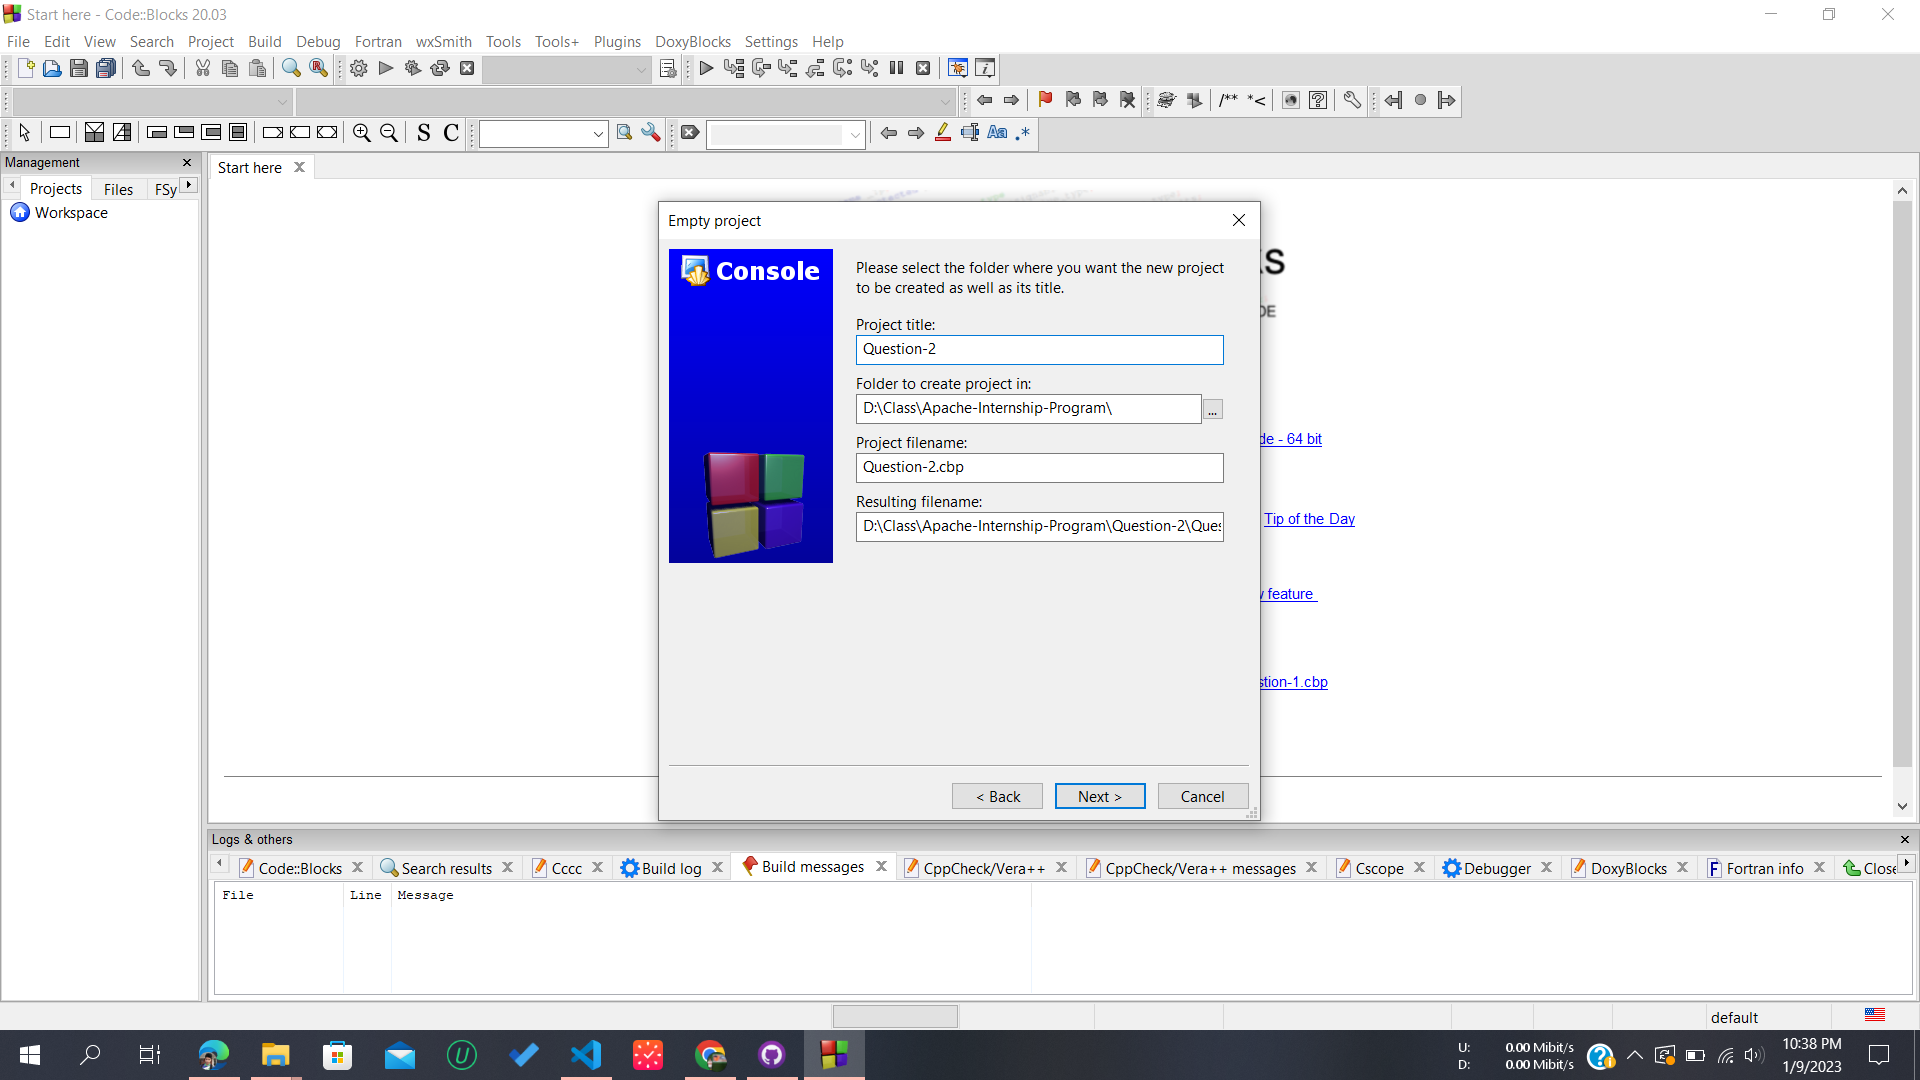 Start here - Code::Blocks 20.03
File Edit View Search Project Build Debug Fortran wxSmith Tools Tools+ Plugins DoxyBlocks Settings Help
/** *<
S C
Aa .*
Management
Start here
Projects Files FSy
Workspace
Empty project
Console
Please select the folder where you want the new project
to be created as well as its title.
Project title:
Question-2
Folder to create project in:
D:\Class\Apache-Internship-Program\
...
Project filename:
Question-2.cbp
Resulting filename:
D:\Class\Apache-Internship-Program\Question-2\Ques
de - 64 bit
Tip of the Day
feature
stion-1.cbp
< Back Next > Cancel
Logs & others
Code::Blocks Search results Cccc Build log Build messages CppCheck/Vera++ CppCheck/Vera++ messages Cscope Debugger DoxyBlocks Fortran info Close
File Line Message
default
U: 0.00 Mibit/s
D: 0.00 Mibit/s
10:38 PM
1/9/2023